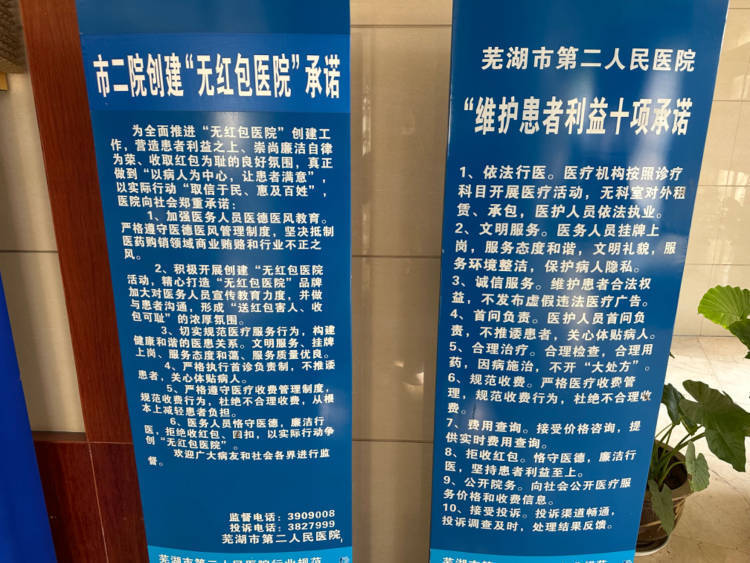 市二院创建“无红包医院”承诺
为全面推进“无红包医院”创建工
作，营造患者利益之上、崇尚廉洁自律
为荣、收取红包为耻的良好氛围，真正
做到“以病人为中心，让患者满意”，
以实际行动“取信于民、惠及百姓”，
医院向社会郑重承诺：
1、加强医务人员医德医风教育。
严格遵守医德医风管理制度，坚决抵制
医药购销领域商业贿赂和行业不正之
风。
2、积极开展创建“无红包医院
活动，精心打造“无红包医院”品牌
加大对医务人员宣传教育力度，并做
与患者沟通，形成“送红包害人、收
包可耻”的浓厚氛围。
3、切实规范医疗服务行为，构建
健康和谐的医患关系。文明服务、挂牌
上岗、服务态度和蔼、服务质量优良。
4、严格执行首诊负责制，不推诿
患者，关心体贴病人。
5、严格遵守医疗收费管理制度，
规范收费行为，杜绝不合理收费，从根
本上减轻患者负担。
6、医务人员恪守医德，廉洁行
医，拒绝收红包、回扣，以实际行动争
创“无红包医院”。
欢迎广大病友和社会各界进行监
督。
监督电话：3909008
投诉电话：3827999
芜湖市第二人民医院
芜湖市第二人民医院行业规范
芜湖市第二人民医院
“维护患者利益十项承诺
1、依法行医。医疗机构按照诊疗
科目开展医疗活动，无科室对外租
赁、承包，医护人员依法执业。
2、文明服务。医务人员挂牌上
岗，服务态度和谐，文明礼貌，服
务环境整洁，保护病人隐私。
3、诚信服务。维护患者合法权
益，不发布虚假违法医疗广告。
4、首问负责。医护人员首问负
责，不推诿患者，关心体贴病人。
5、合理治疗。合理检查，合理用
药，因病施治，不开“大处方”。
6、规范收费。严格医疗收费管
理，规范收费行为，杜绝不合理收
费。
7、费用查询。接受价格咨询，提
供实时费用查询。
8、拒收红包。恪守医德，廉洁行
医，坚持患者利益至上。
9、公开院务。向社会公开医疗服
务价格和收费信息。
10、接受投诉。投诉渠道畅通，
投诉调查及时，处理结果反馈。
芜湖市第二人民医院行业规范